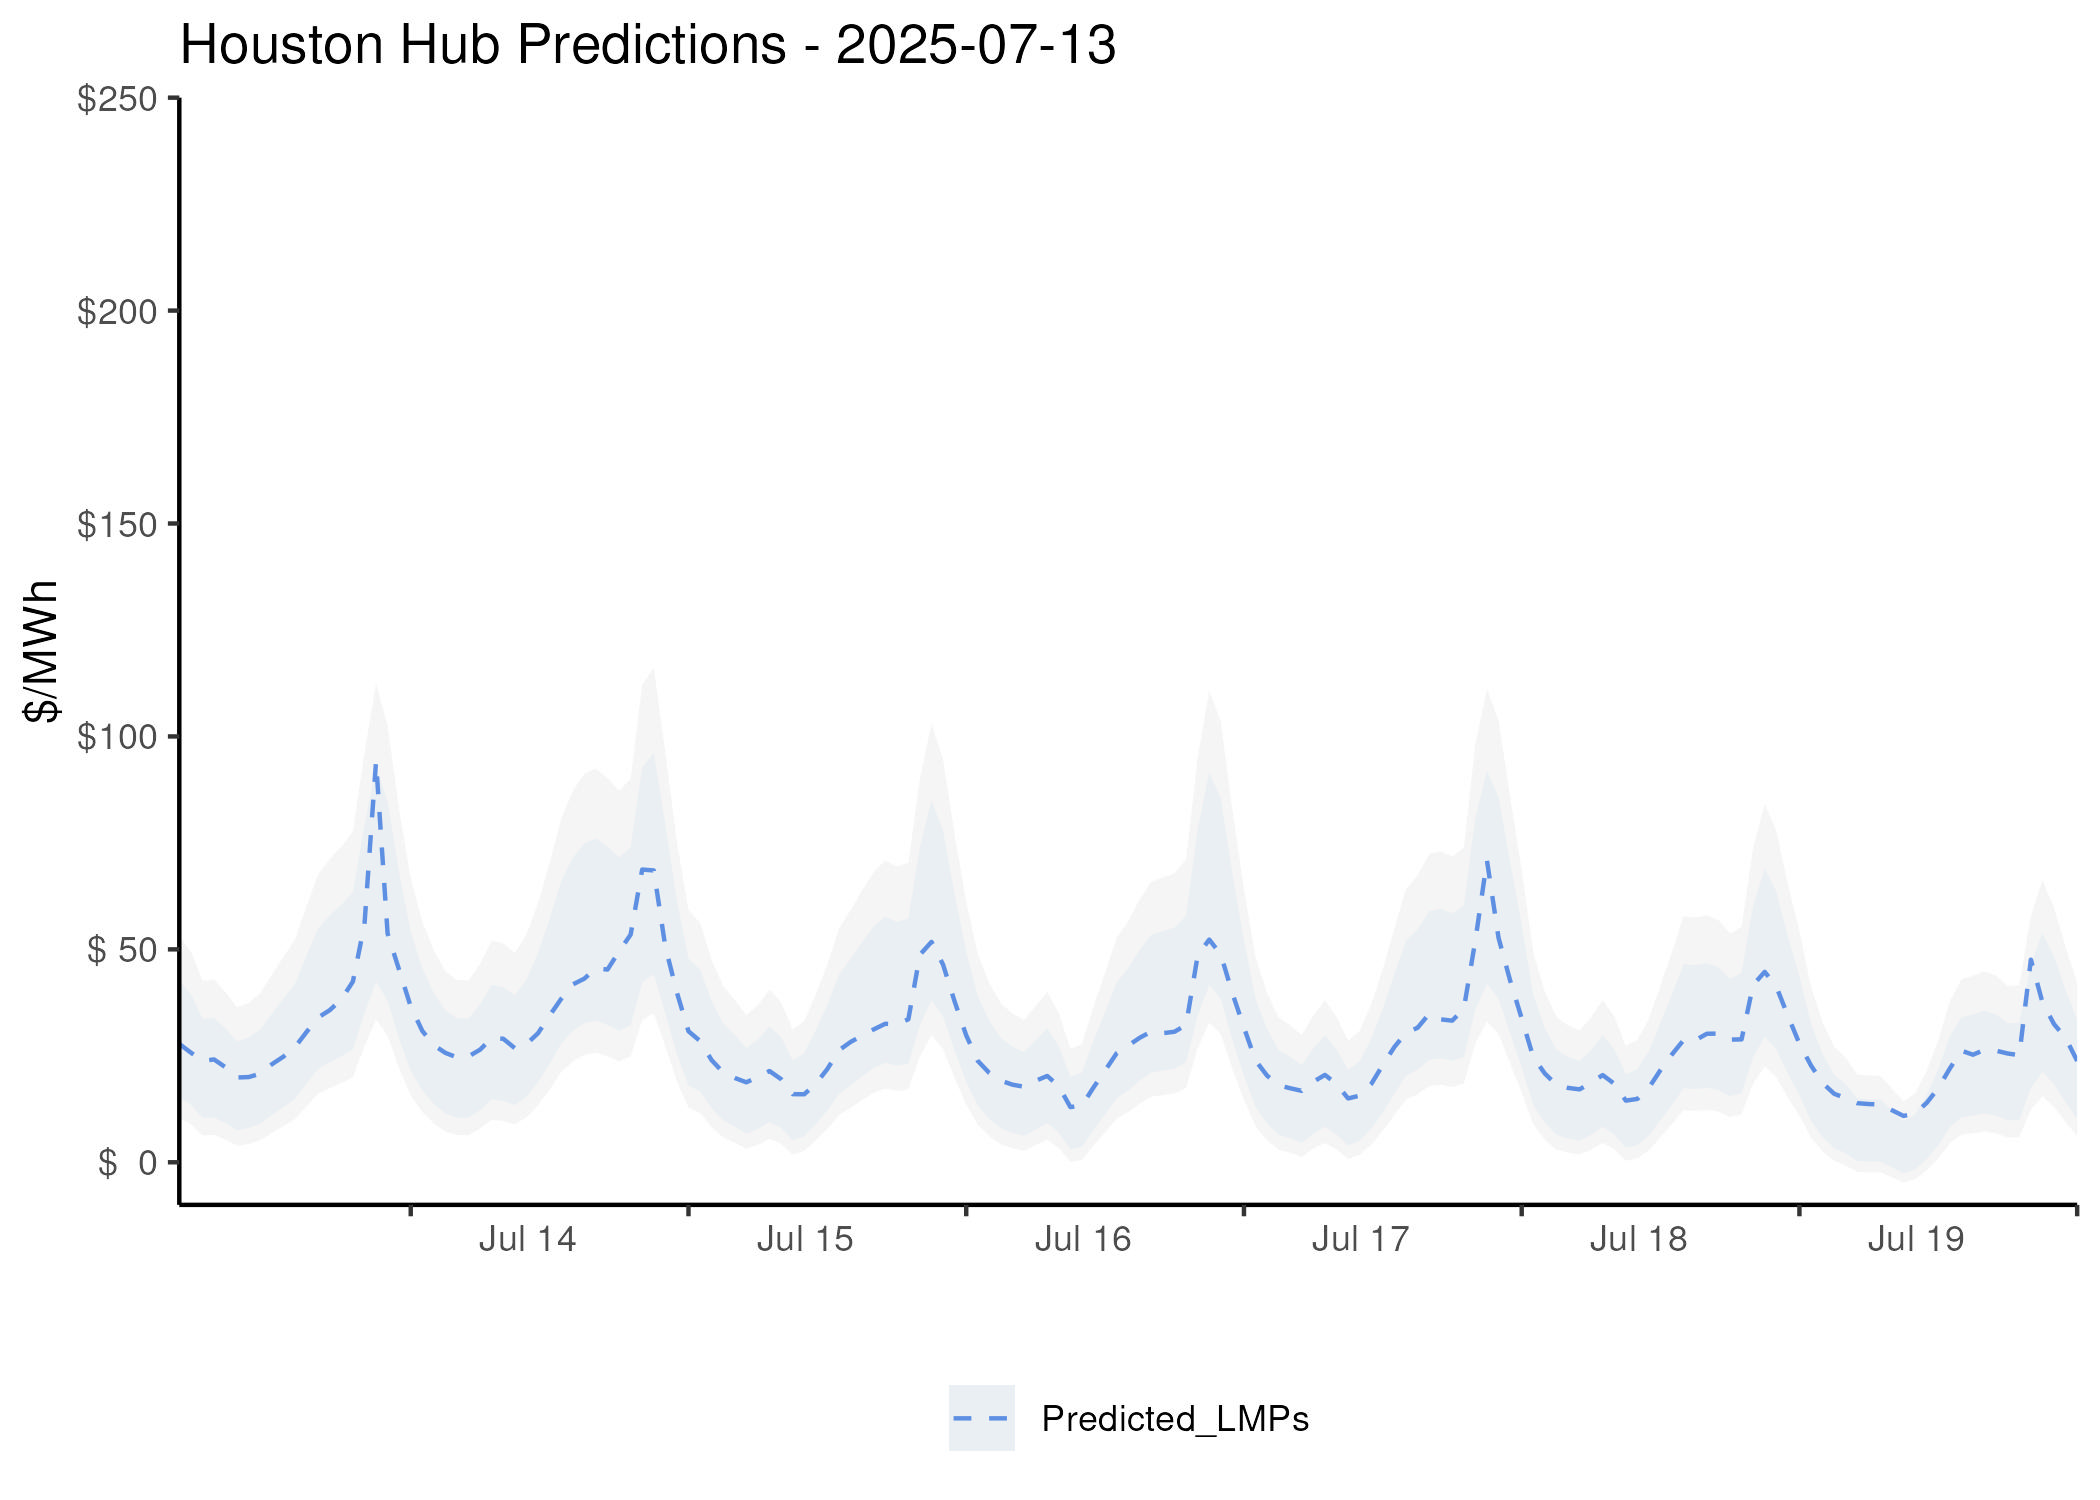 Houston Hub Predictions - 2025-07-13
$250
$200
$150
$100
$ 50
$  0
$/MWh
Jul 14
Jul 15
Jul 16
Jul 17
Jul 18
Jul 19
Predicted_LMPs